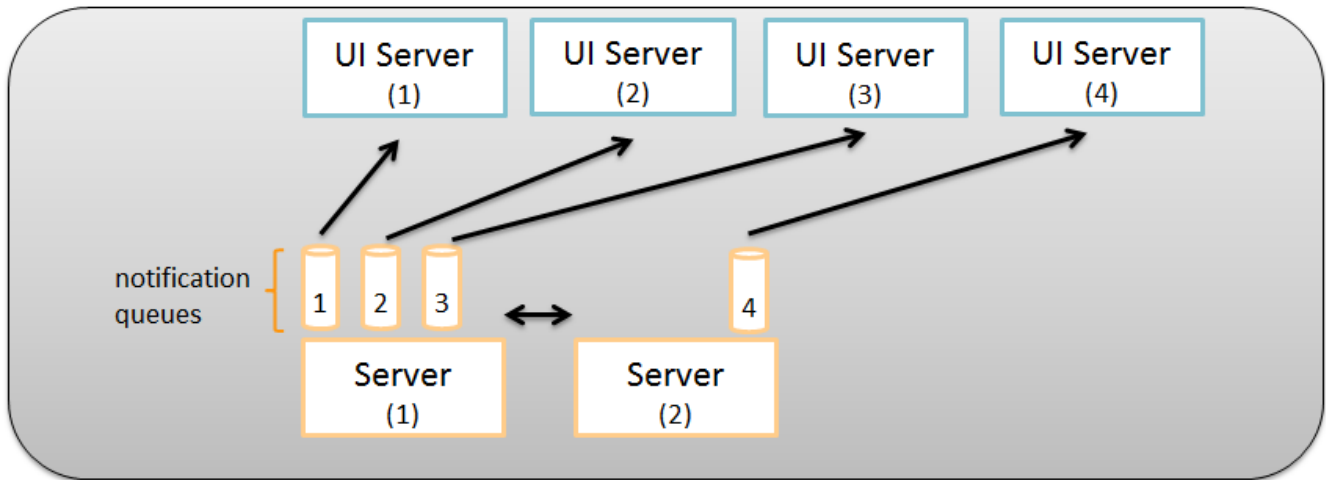 UI Server
(1)
UI Server
(2)
UI Server
(3)
UI Server
(4)
notification
queues
1
2
3
4
Server
(1)
Server
(2)